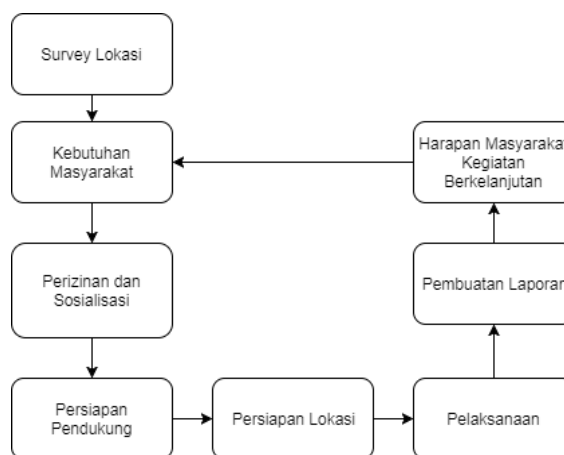 Survey Lokasi
Kebutuhan
Masyarakat
Perizinan dan
Sosialisasi
Persiapan
Pendukung
Persiapan Lokasi
Pelaksanaan
Pembuatan Laporan
Harapan Masyarakat
Kegiatan
Berkelanjutan